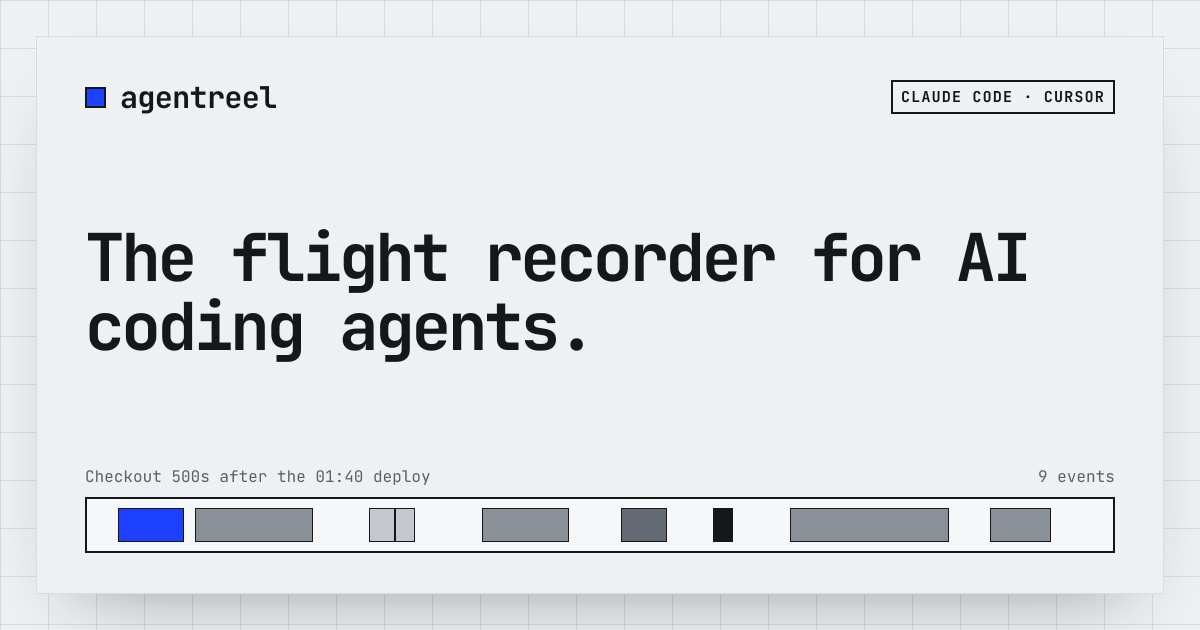 agentreel
CLAUDE CODE · CURSOR
The flight recorder for AI
coding agents.
Checkout 500s after the 01:40 deploy
9 events